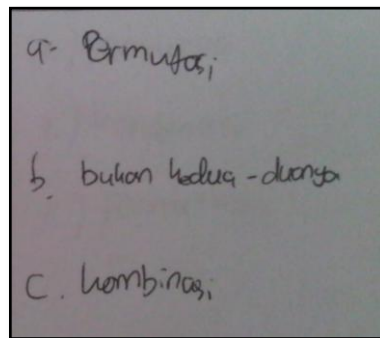 a. Permutasi
b. bukan kedua-duanya
c. kombinasi